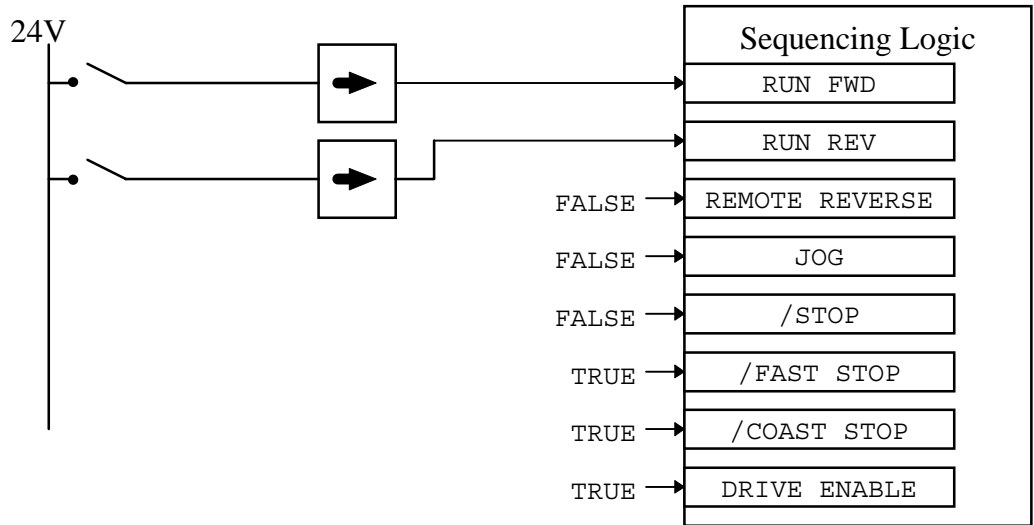 24V
Sequencing Logic
RUN FWD
RUN REV
FALSE REMOTE REVERSE
FALSE JOG
FALSE /STOP
TRUE /FAST STOP
TRUE /COAST STOP
TRUE DRIVE ENABLE